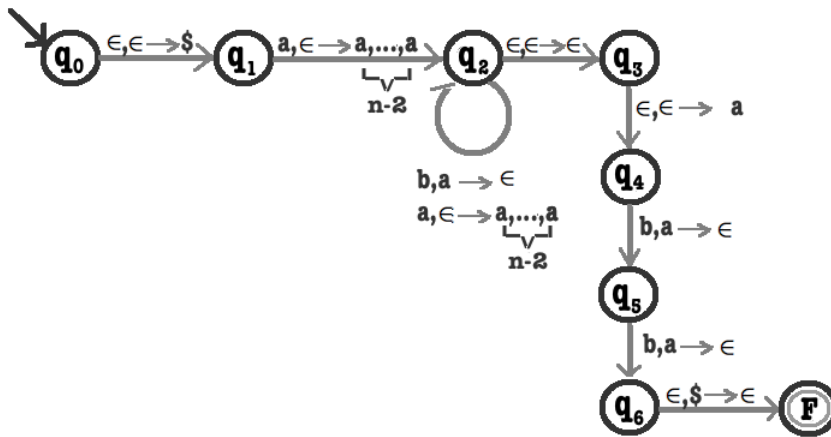 q₀ ∈,∈→$ q₁ a,∈→a,...,a q₂ ∈,∈→∈ q₃
n-2
∈,∈→ a
b,a→∈
q₄
a,∈→a,...,a
n-2
b,a→∈
q₅
b,a→∈
q₆ ∈,$→∈ F